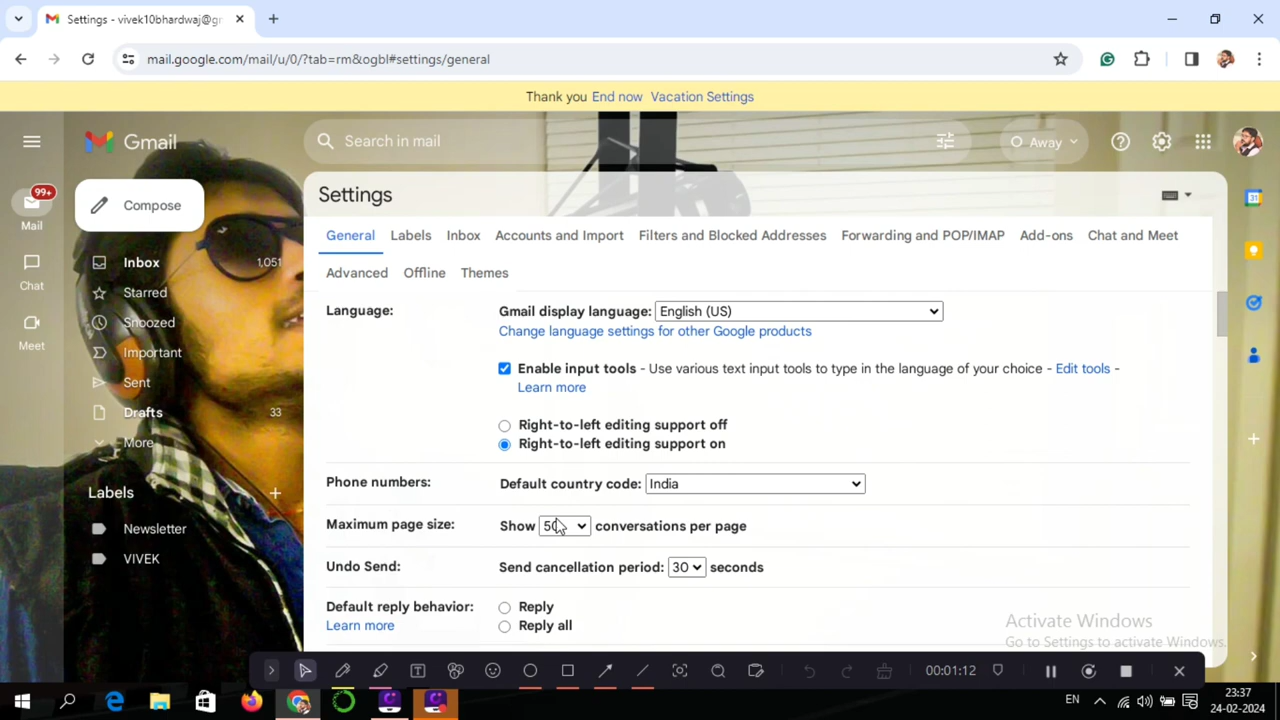 Settings - vivek10bhardwaj@gr
mail.google.com/mail/u/0/?tab=rm&ogbl#settings/general
Thank you End now Vacation Settings
Gmail
Search in mail
Away
99+
Mail
Chat
Meet
Compose
Inbox 1,051
Starred
Snoozed
Important
Sent
Drafts 33
More
Labels
Newsletter
VIVEK
Settings
General Labels Inbox Accounts and Import Filters and Blocked Addresses Forwarding and POP/IMAP Add-ons Chat and Meet
Advanced Offline Themes
Language: Gmail display language: English (US)
Change language settings for other Google products
Enable input tools - Use various text input tools to type in the language of your choice - Edit tools -
Learn more
Right-to-left editing support off
Right-to-left editing support on
Phone numbers: Default country code: India
Maximum page size: Show 50 conversations per page
Undo Send: Send cancellation period: 30 seconds
Default reply behavior: Reply
Learn more Reply all
Activate Windows
Go to Settings to activate Windows.
00:01:12
EN
23:37
24-02-2024
31